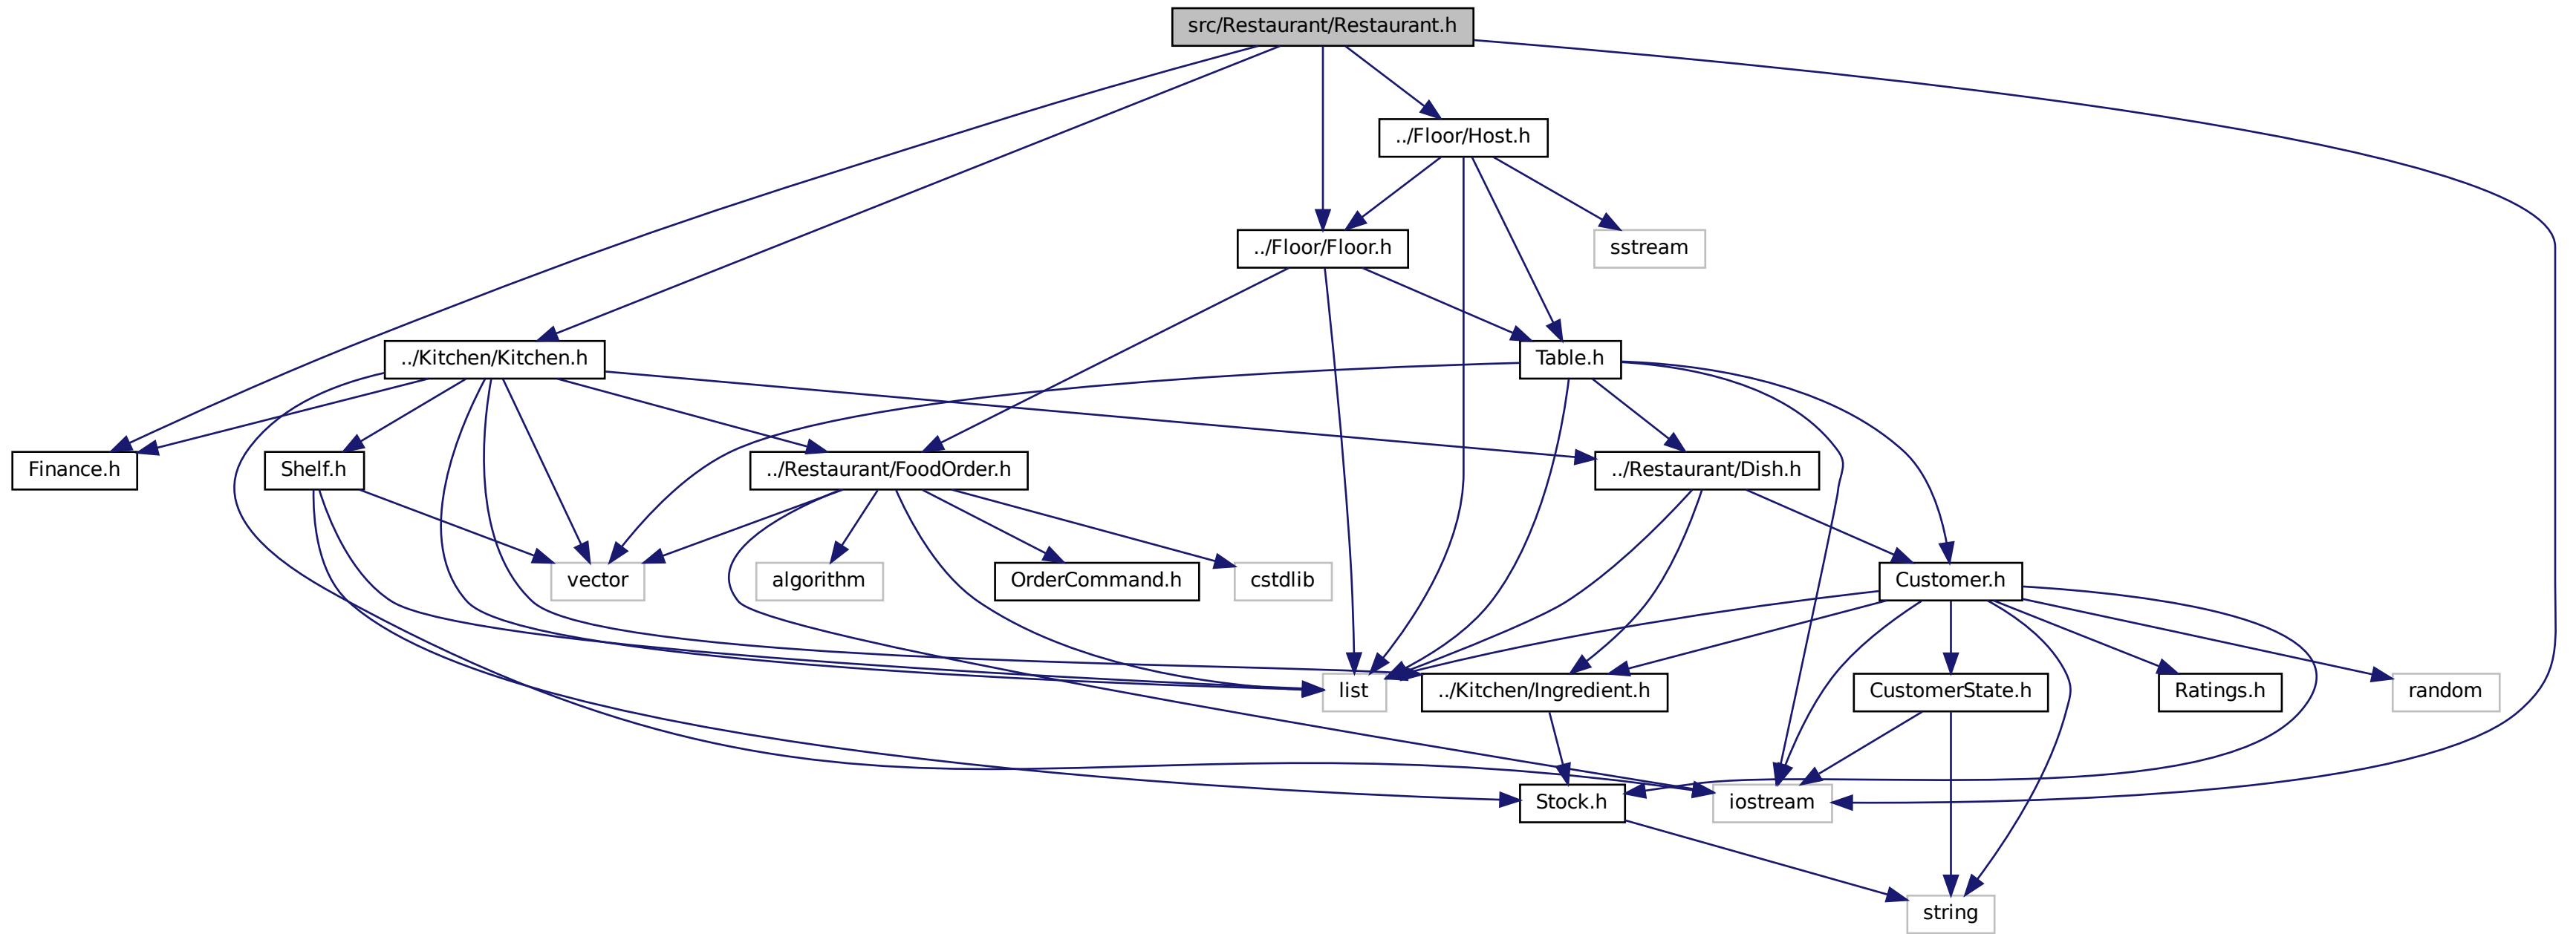 src/Restaurant/Restaurant.h
../Floor/Host.h
../Floor/Floor.h
sstream
../Kitchen/Kitchen.h
Table.h
Finance.h
Shelf.h
../Restaurant/FoodOrder.h
../Restaurant/Dish.h
vector
algorithm
OrderCommand.h
cstdlib
Customer.h
list
../Kitchen/Ingredient.h
CustomerState.h
Ratings.h
random
Stock.h
iostream
string